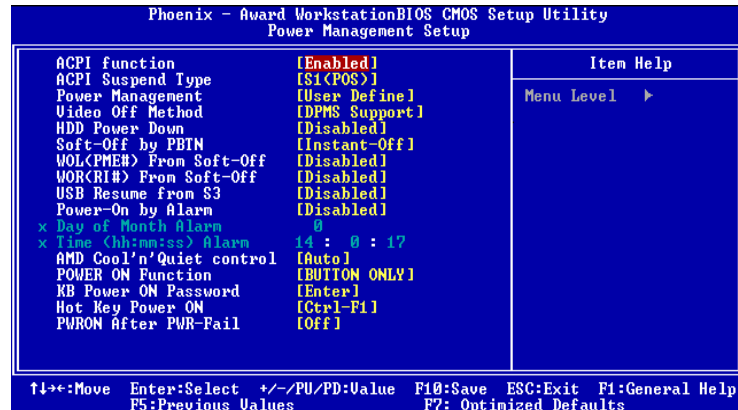 Phoenix - Award WorkstationBIOS CMOS Setup Utility
Power Management Setup
ACPI function [Enabled]
ACPI Suspend Type [S1(POS)]
Power Management [User Define]
Video Off Method [DPMS Support]
HDD Power Down [Disabled]
Soft-Off by PBTN [Instant-Off]
WOL(PME#) From Soft-Off [Disabled]
WOR(RI#) From Soft-Off [Disabled]
USB Resume from S3 [Disabled]
Power-On by Alarm [Disabled]
x Day of Month Alarm 0
x Time (hh:mm:ss) Alarm 14 : 0 : 17
AMD Cool'n'Quiet control [Auto]
POWER ON Function [BUTTON ONLY]
KB Power ON Password [Enter]
Hot Key Power ON [Ctrl-F1]
PWRON After PWR-Fail [Off]
Item Help
Menu Level ▶
↑↓→←:Move Enter:Select +/-/PU/PD:Value F10:Save ESC:Exit F1:General Help
F5:Previous Values F7: Optimized Defaults